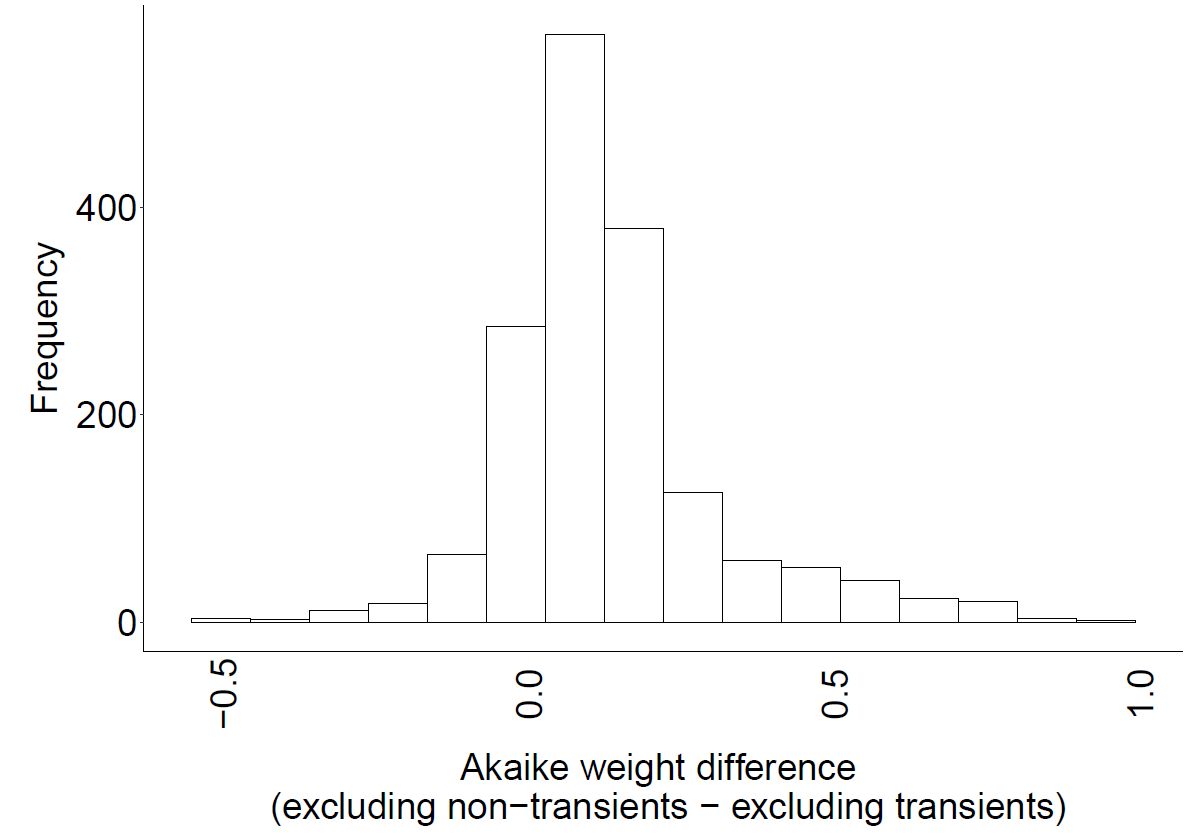 Frequency
400
200
0
−0.5
0.0
0.5
1.0
Akaike weight difference
(excluding non−transients − excluding transients)